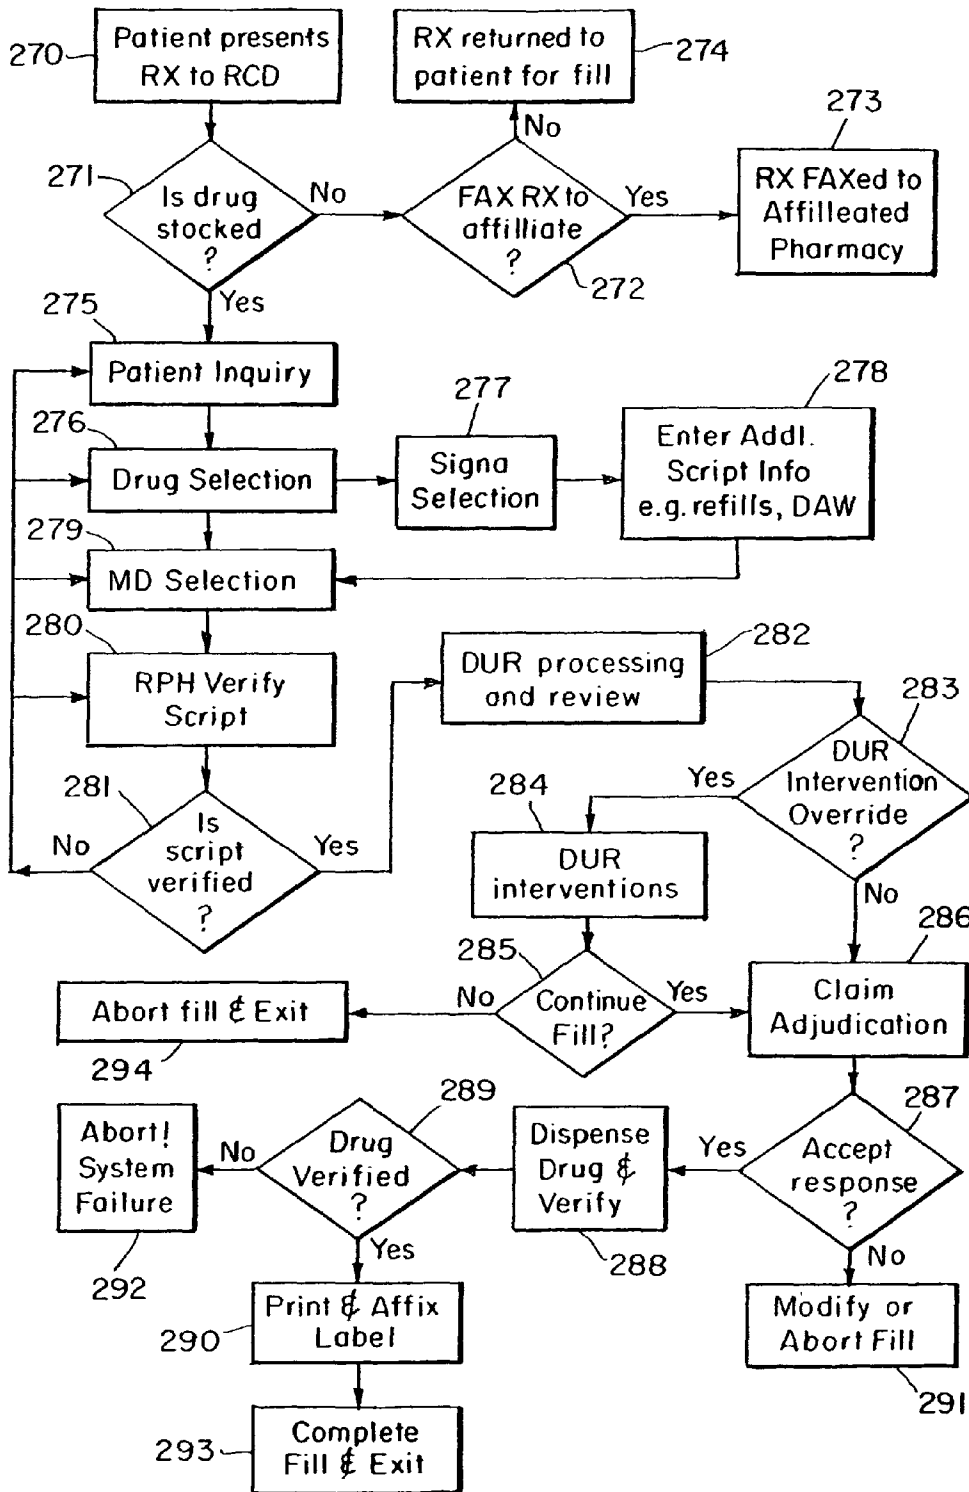 270
Patient presents
RX to RCD
RX returned to
patient for fill
274
271
Is drug
stocked
?
No
Yes
FAX RX to
affilliate
?
No
Yes
272
273
RX FAXed to
Affilleated
Pharmacy
275
Patient Inquiry
276
Drug Selection
277
Signa
Selection
278
Enter Addl.
Script Info
e.g. refills, DAW
279
MD Selection
280
RPH Verify
Script
281
Is
script
verified
?
No
Yes
282
DUR processing
and review
283
DUR
Intervention
Override
?
Yes
No
284
DUR
interventions
285
Continue
Fill?
No
Yes
286
Claim
Adjudication
Abort fill & Exit
294
287
Accept
response
?
Yes
No
Dispense
Drug &
Verify
288
289
Drug
Verified
?
No
Yes
Abort!
System
Failure
292
290
Print & Affix
Label
Modify or
Abort Fill
291
293
Complete
Fill & Exit